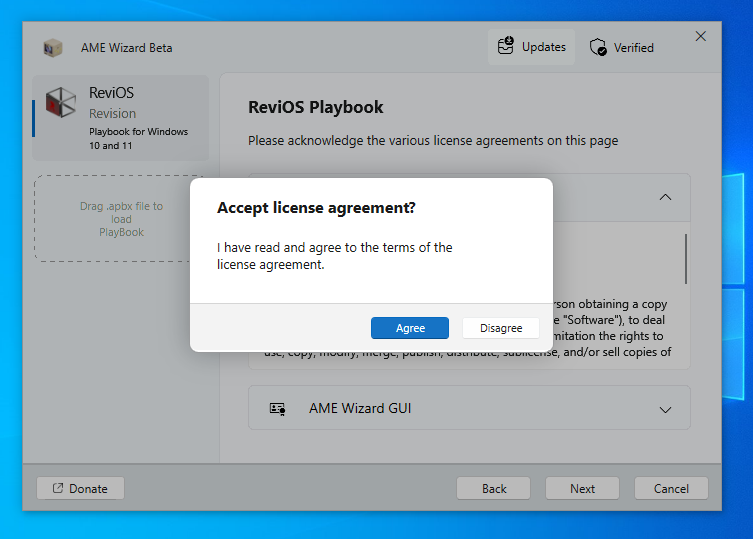 AME Wizard Beta
Updates
Verified
ReviOS
Revision
Playbook for Windows
10 and 11
Drag .apbx file to
load
PlayBook
ReviOS Playbook
Please acknowledge the various license agreements on this page
Accept license agreement?
I have read and agree to the terms of the
license agreement.
Agree
Disagree
rson obtaining a copy
e "Software"), to deal
mitation the rights to
use, copy, modify, merge, publish, distribute, sublicense, and/or sell copies of
AME Wizard GUI
Donate
Back
Next
Cancel